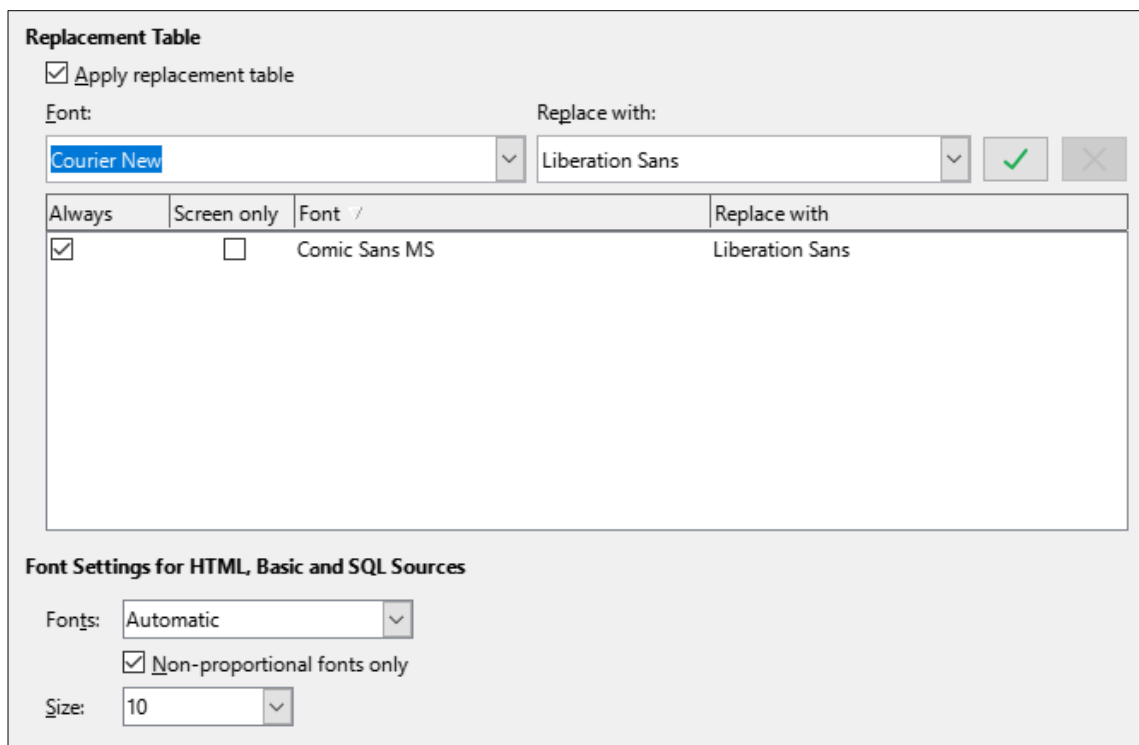 Replacement Table
Apply replacement table
Font: Replace with:
Courier New Liberation Sans
Always Screen only Font Replace with
Comic Sans MS Liberation Sans
Font Settings for HTML, Basic and SQL Sources
Fonts: Automatic
Non-proportional fonts only
Size: 10